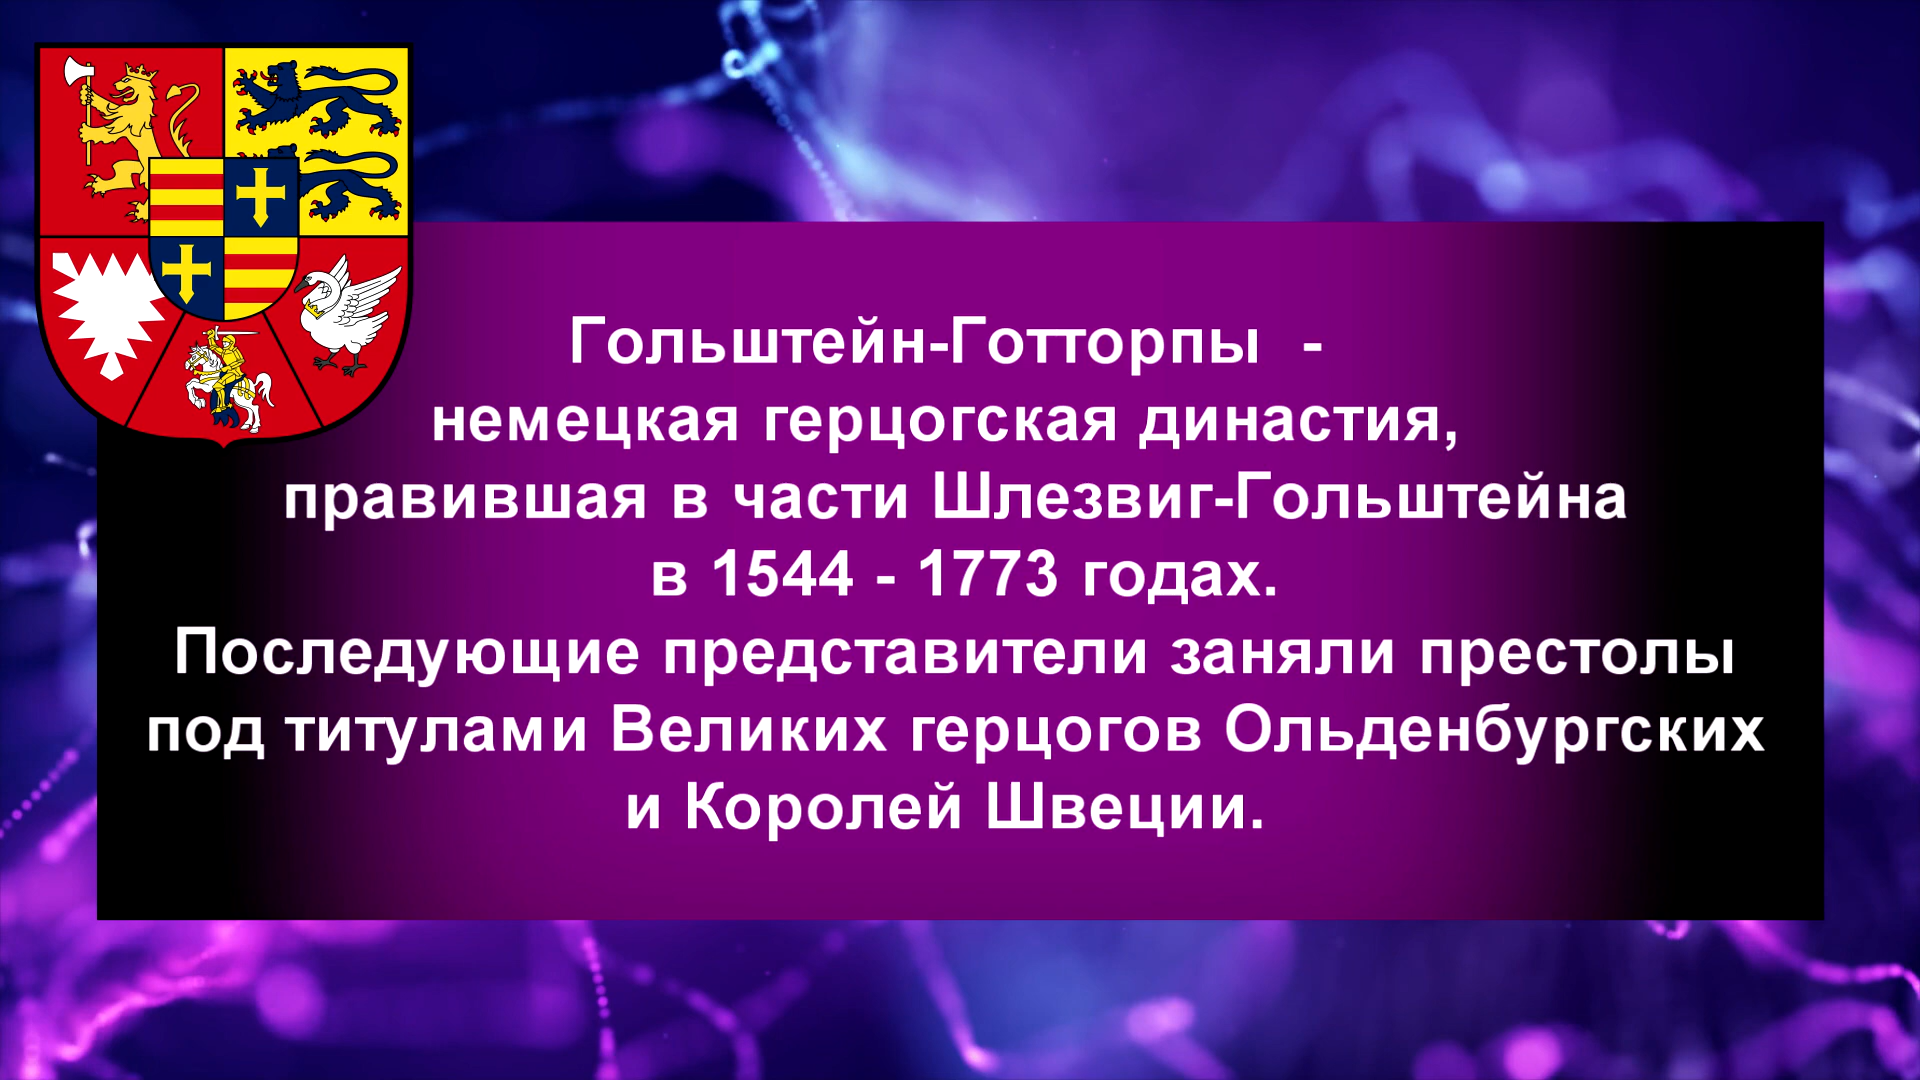 Гольштейн-Готторпы -
немецкая герцогская династия,
правившая в части Шлезвиг-Гольштейна
в 1544 - 1773 годах.
Последующие представители заняли престолы
под титулами Великих герцогов Ольденбургских
и Королей Швеции.